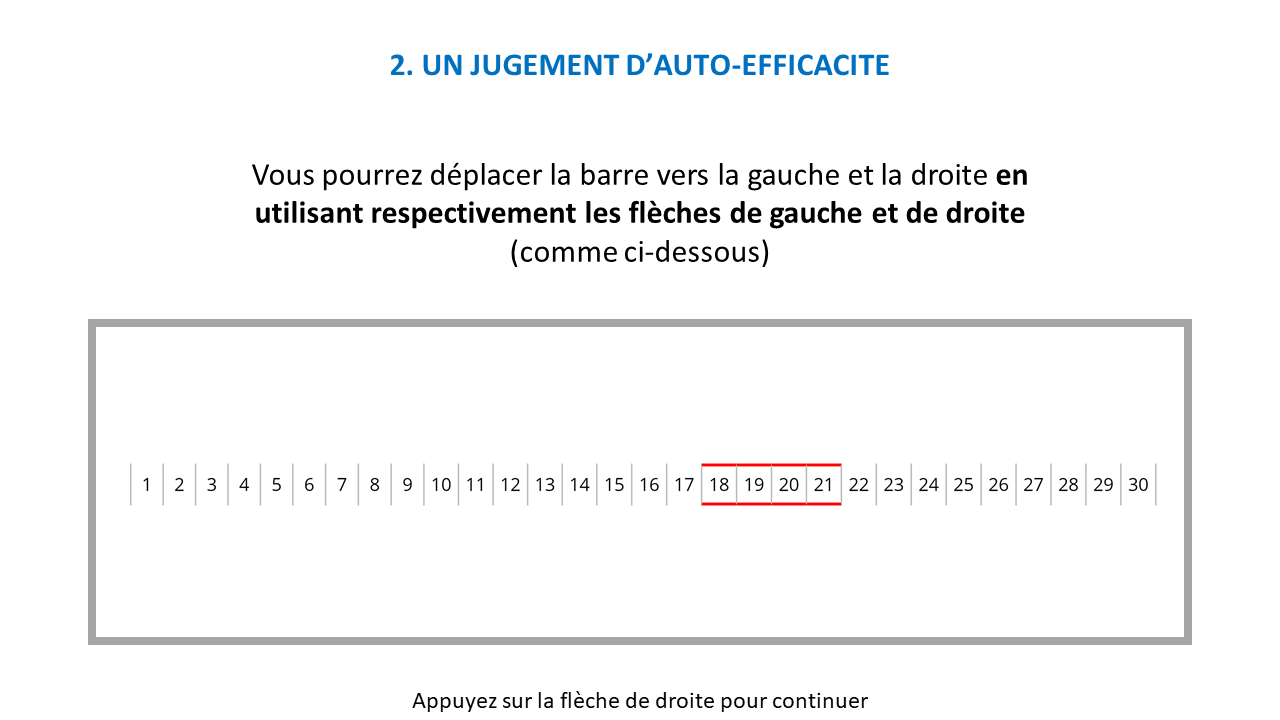 2. UN JUGEMENT D’AUTO-EFFICACITE
Vous pourrez déplacer la barre vers la gauche et la droite en
utilisant respectivement les flèches de gauche et de droite
(comme ci-dessous)
1 2 3 4 5 6 7 8 9 10 11 12 13 14 15 16 17 18 19 20 21 22 23 24 25 26 27 28 29 30
Appuyez sur la flèche de droite pour continuer